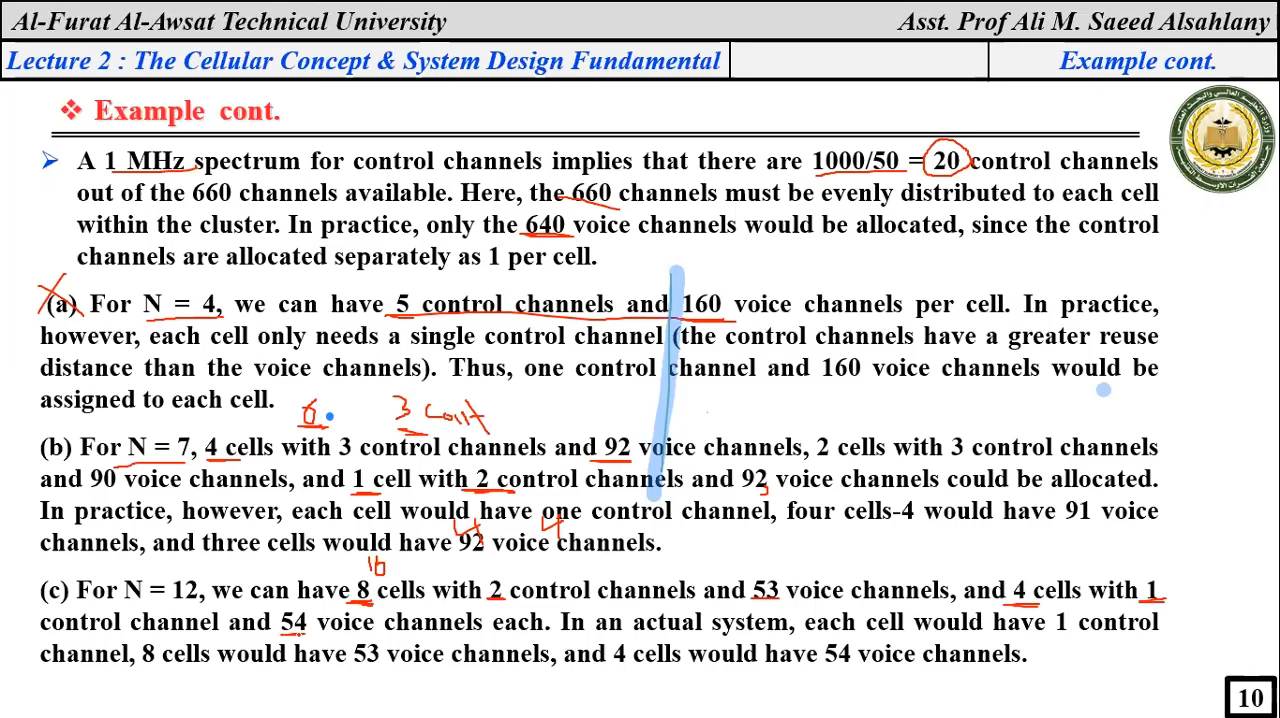 Al-Furat Al-Awsat Technical University
Asst. Prof Ali M. Saeed Alsahlany
Lecture 2 : The Cellular Concept & System Design Fundamental
Example cont.
❖ Example cont.
➤ A 1 MHz spectrum for control channels implies that there are 1000/50 = 20 control channels
out of the 660 channels available. Here, the 660 channels must be evenly distributed to each cell
within the cluster. In practice, only the 640 voice channels would be allocated, since the control
channels are allocated separately as 1 per cell.
(a) For N = 4, we can have 5 control channels and 160 voice channels per cell. In practice,
however, each cell only needs a single control channel (the control channels have a greater reuse
distance than the voice channels). Thus, one control channel and 160 voice channels would be
assigned to each cell.
6 3 cont
(b) For N = 7, 4 cells with 3 control channels and 92 voice channels, 2 cells with 3 control channels
and 90 voice channels, and 1 cell with 2 control channels and 92 voice channels could be allocated.
In practice, however, each cell would have one control channel, four cells-4 would have 91 voice
4 4
channels, and three cells would have 92 voice channels.
16
(c) For N = 12, we can have 8 cells with 2 control channels and 53 voice channels, and 4 cells with 1
control channel and 54 voice channels each. In an actual system, each cell would have 1 control
channel, 8 cells would have 53 voice channels, and 4 cells would have 54 voice channels.
10